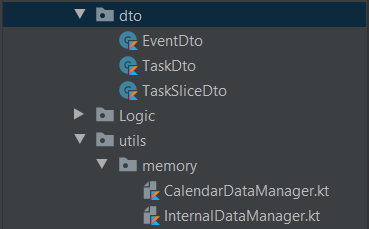 dto
EventDto
TaskDto
TaskSliceDto
Logic
utils
memory
CalendarDataManager.kt
InternalDataManager.kt